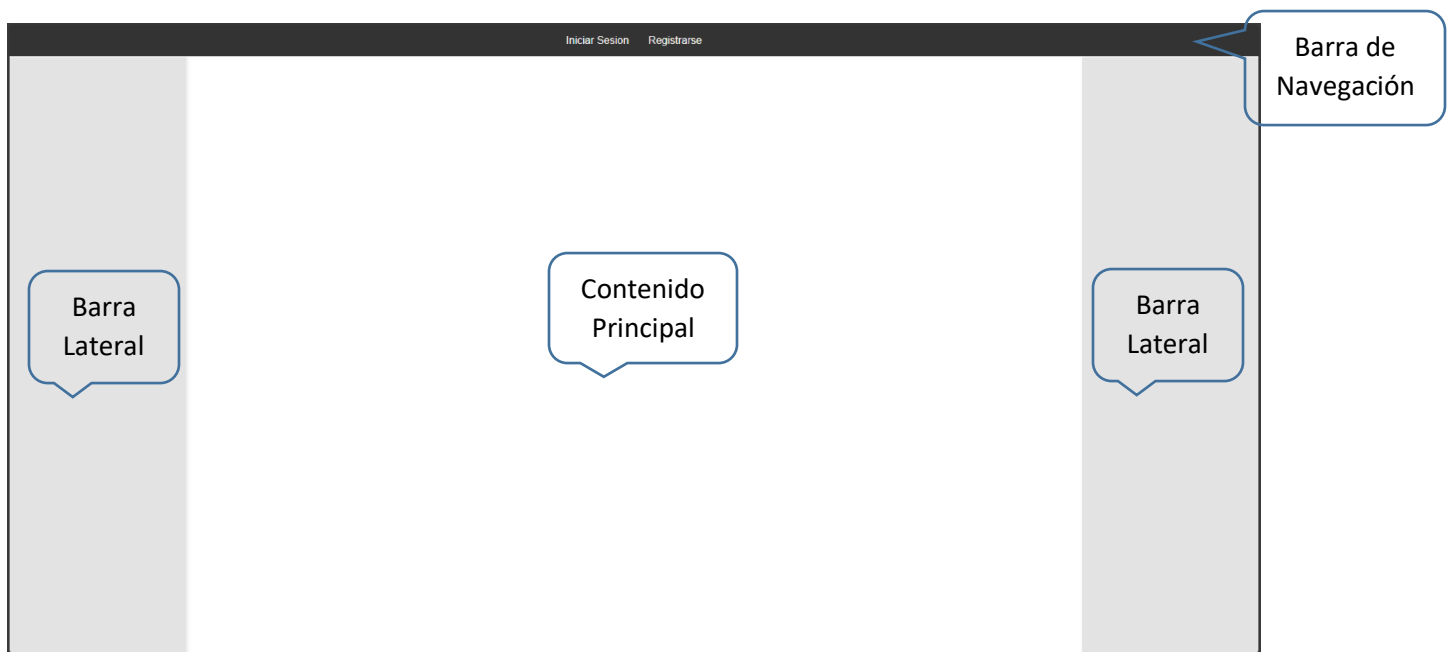 Iniciar Sesion Registrarse
Barra de
Navegación
Contenido
Principal
Barra
Lateral
Barra
Lateral